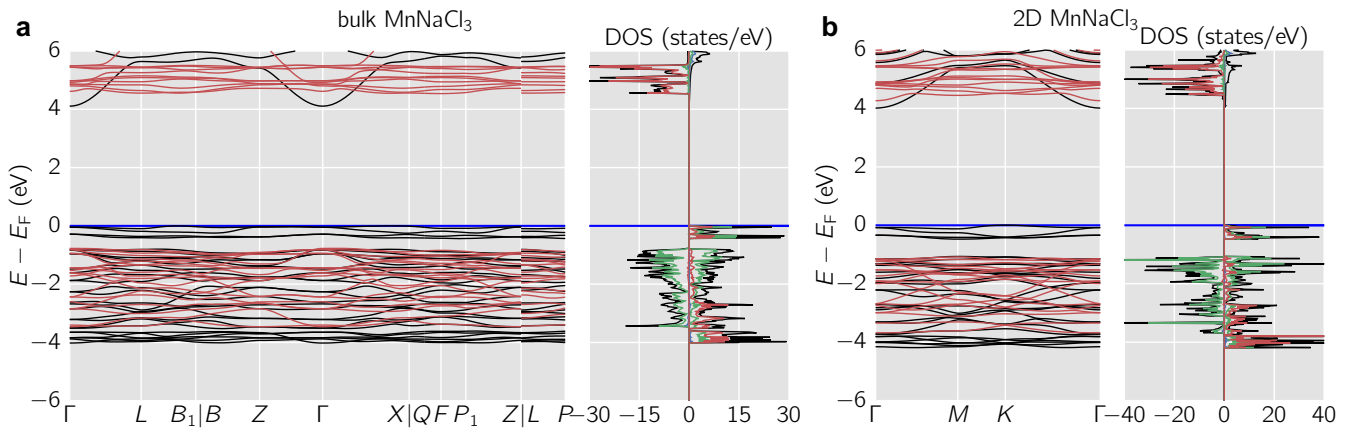 a
bulk MnNaCl₃
DOS (states/eV)
E − E_F (eV)
6
4
2
0
−2
−4
−6
Γ L B₁|B Z Γ X|Q F P₁ Z|L P
−30 −15 0 15 30
b
2D MnNaCl₃
DOS (states/eV)
E − E_F (eV)
6
4
2
0
−2
−4
−6
Γ M K Γ
−40 −20 0 20 40